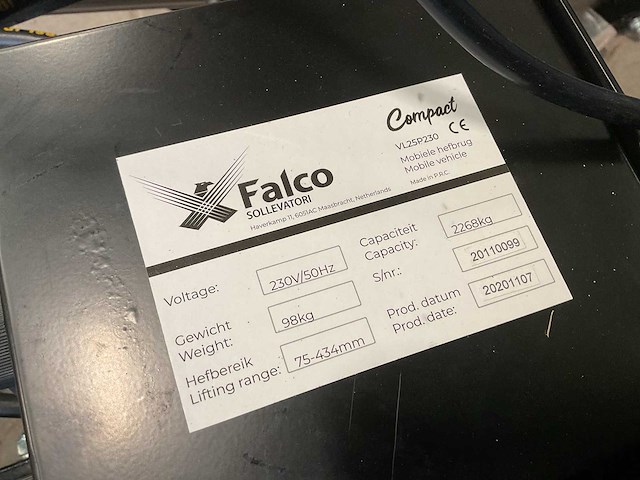 Falco
SOLLEVATORI
Haverkamp 11, 6051AC Maasbracht, Netherlands
Compact
VL25P230 CE
Mobiele hefbrug
Mobile vehicle
Made in P.R.C.
Voltage: 230V/50Hz
Gewicht
Weight: 98kg
Hefbereik
Lifting range: 75-434mm
Capaciteit
Capacity: 2268kg
S/nr.: 20110099
Prod. datum
Prod. date: 20201107